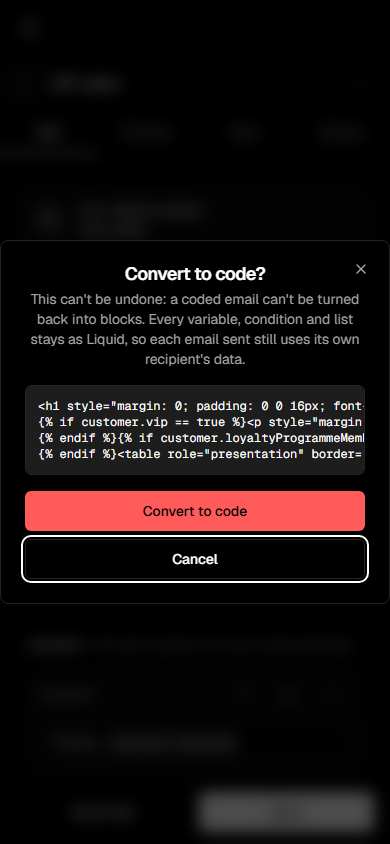 Convert to code?
This can't be undone: a coded email can't be turned
back into blocks. Every variable, condition and list
stays as Liquid, so each email sent still uses its own
recipient's data.
<h1 style="margin: 0; padding: 0 0 16px; font-
{% if customer.vip == true %}<p style="margin
{% endif %}{% if customer.loyaltyProgrammeMem
{% endif %}<table role="presentation" border=
Convert to code
Cancel